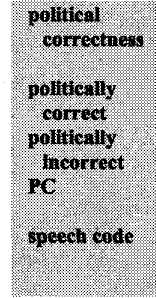 political
correctness
politically
correct
politically
incorrect
PC
speech code